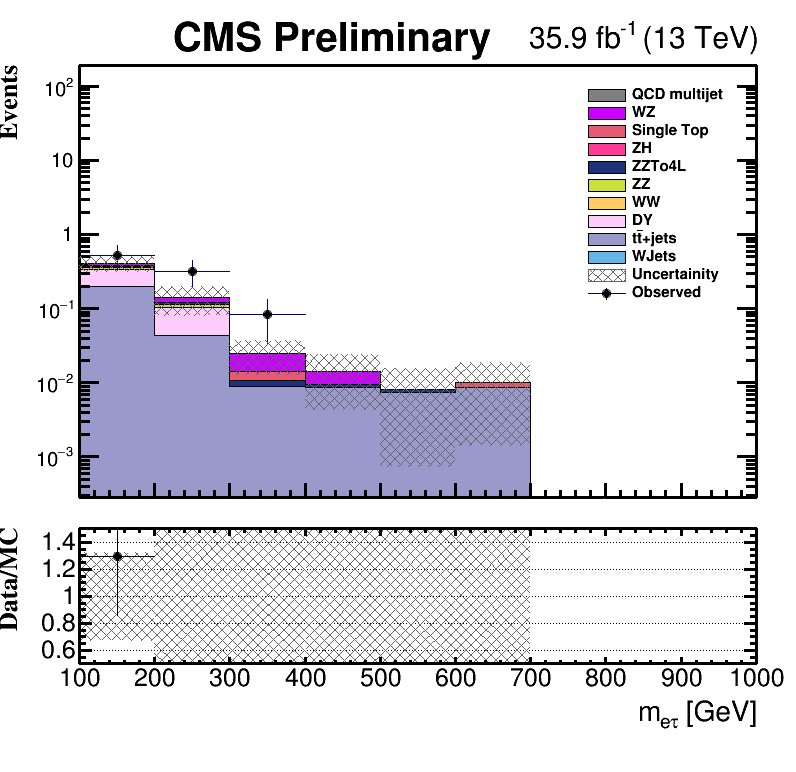 CMS Preliminary 35.9 fb⁻¹ (13 TeV)
Events
10²
10
1
10⁻¹
10⁻²
10⁻³
QCD multijet
WZ
Single Top
ZH
ZZTo4L
ZZ
WW
DY
tt̄+jets
WJets
Uncertainity
Observed
Data/MC
1.4
1.2
1
0.8
0.6
100 200 300 400 500 600 700 800 900 1000
m_eτ [GeV]